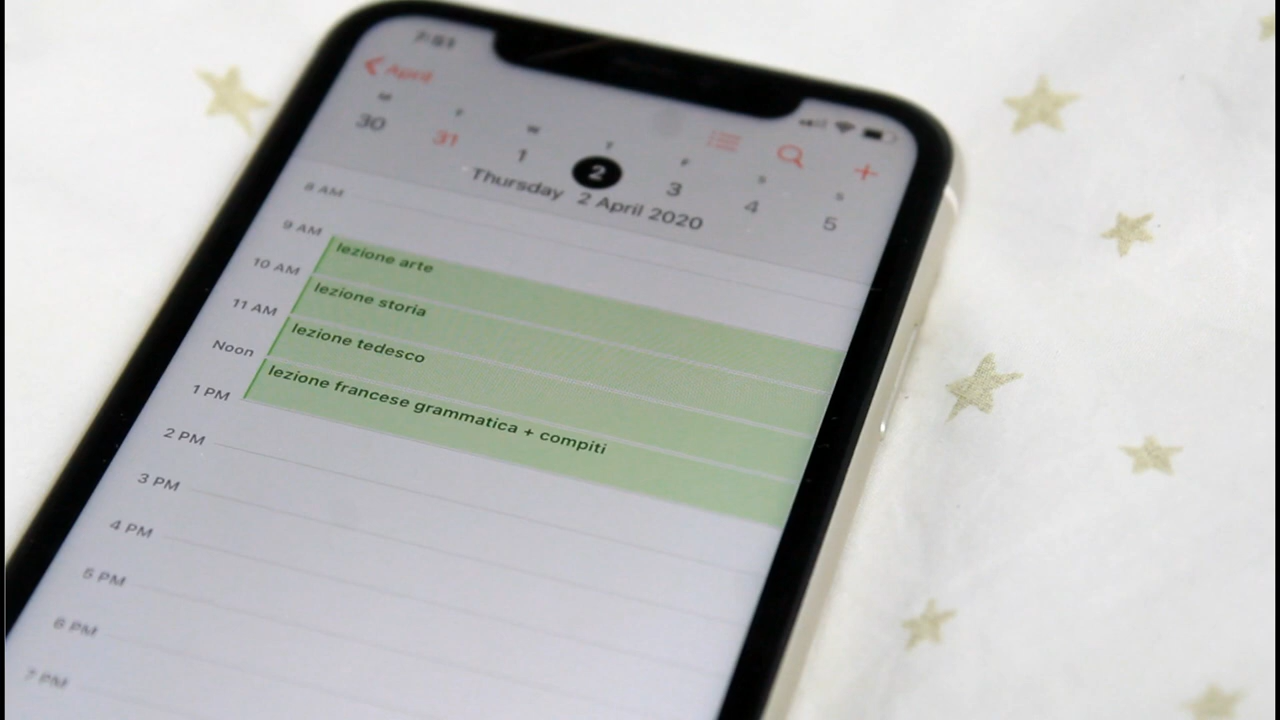 7:51
April
M T W T F S S
30 31 1 2 3 4 5
Thursday 2 April 2020
8 AM
9 AM
lezione arte
10 AM
lezione storia
11 AM
lezione tedesco
Noon
lezione francese grammatica + compiti
1 PM
2 PM
3 PM
4 PM
5 PM
6 PM
7 PM